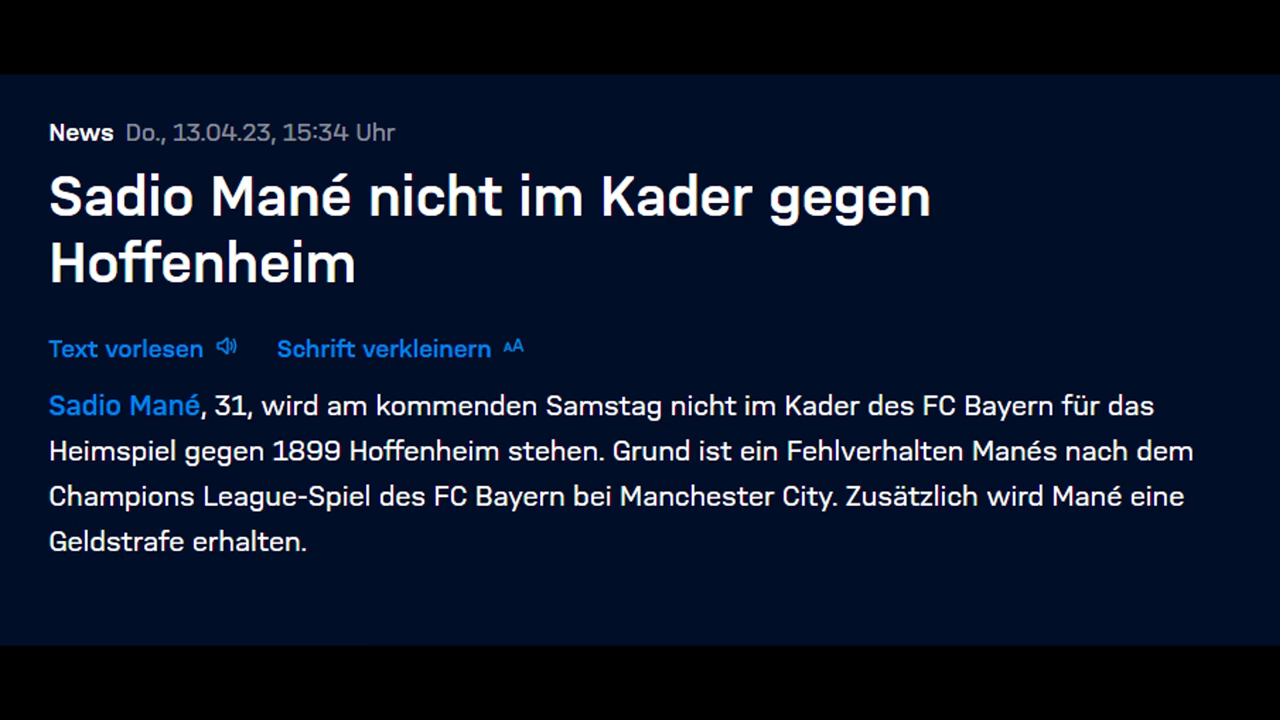 News Do., 13.04.23, 15:34 Uhr
Sadio Mané nicht im Kader gegen
Hoffenheim
Text vorlesen Schrift verkleinern AA
Sadio Mané, 31, wird am kommenden Samstag nicht im Kader des FC Bayern für das
Heimspiel gegen 1899 Hoffenheim stehen. Grund ist ein Fehlverhalten Manés nach dem
Champions League-Spiel des FC Bayern bei Manchester City. Zusätzlich wird Mané eine
Geldstrafe erhalten.